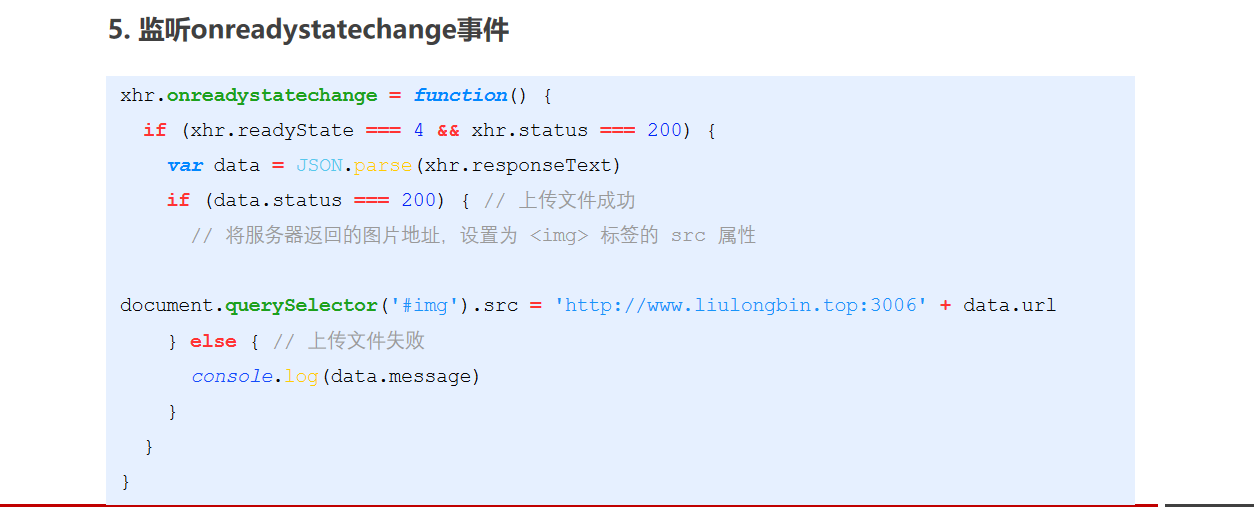 5. 监听onreadystatechange事件
xhr.onreadystatechange = function() {
if (xhr.readyState === 4 && xhr.status === 200) {
var data = JSON.parse(xhr.responseText)
if (data.status === 200) { // 上传文件成功
// 将服务器返回的图片地址，设置为 <img> 标签的 src 属性
document.querySelector('#img').src = 'http://www.liulongbin.top:3006' + data.url
} else { // 上传文件失败
console.log(data.message)
}
}
}